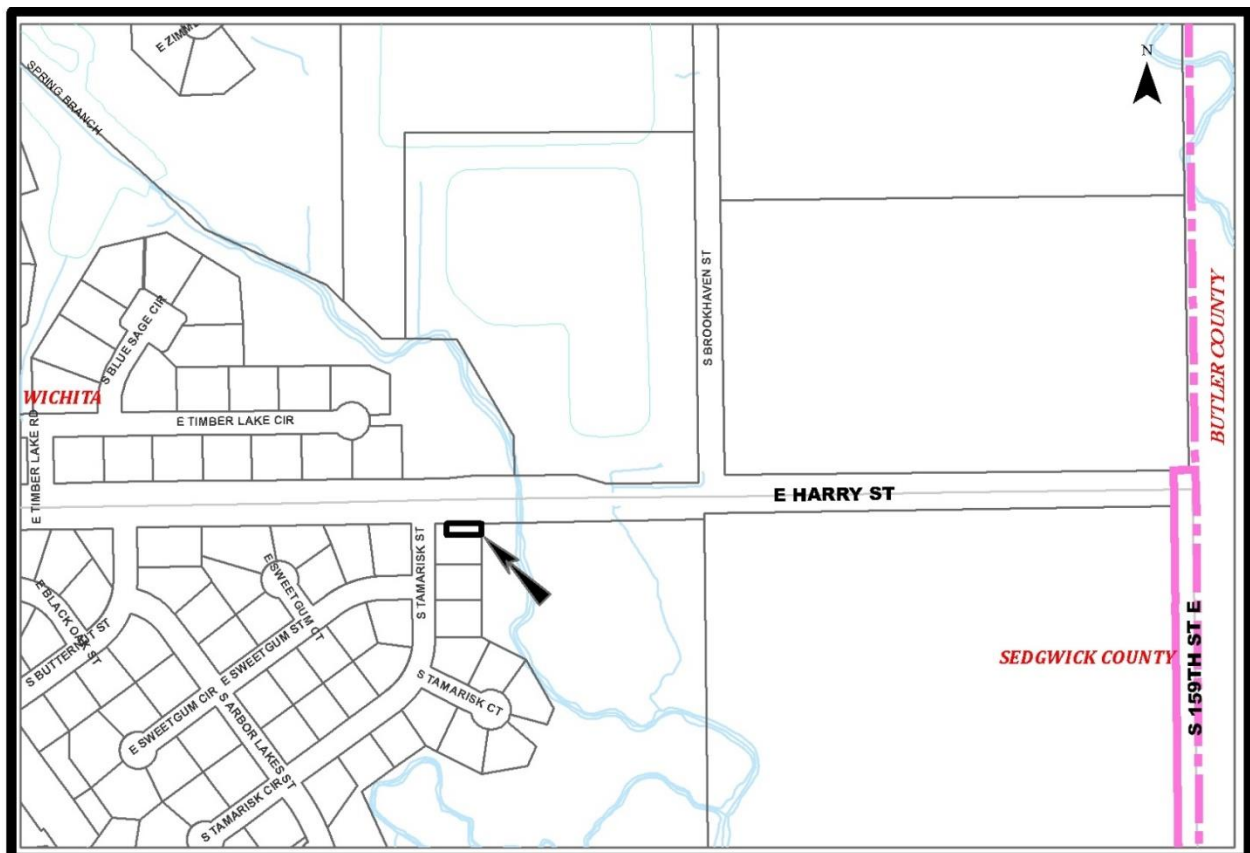 E ZIMM
N
SPRING BRANCH
S BROOKHAVEN ST
BUTLER COUNTY
S BLUE SAGE CIR
WICHITA
E TIMBER LAKE CIR
E TIMBER LAKE RD
E HARRY ST
S TAMARISK ST
E SWEETGUM CT
E BLACK OAK ST
S BUTTERNUT ST
E SWEETGUM ST
SEDGWICK COUNTY
S 159TH ST E
S TAMARISK CT
E SWEETGUM CIR
S ARBOR LAKES ST
S TAMARISK CIR